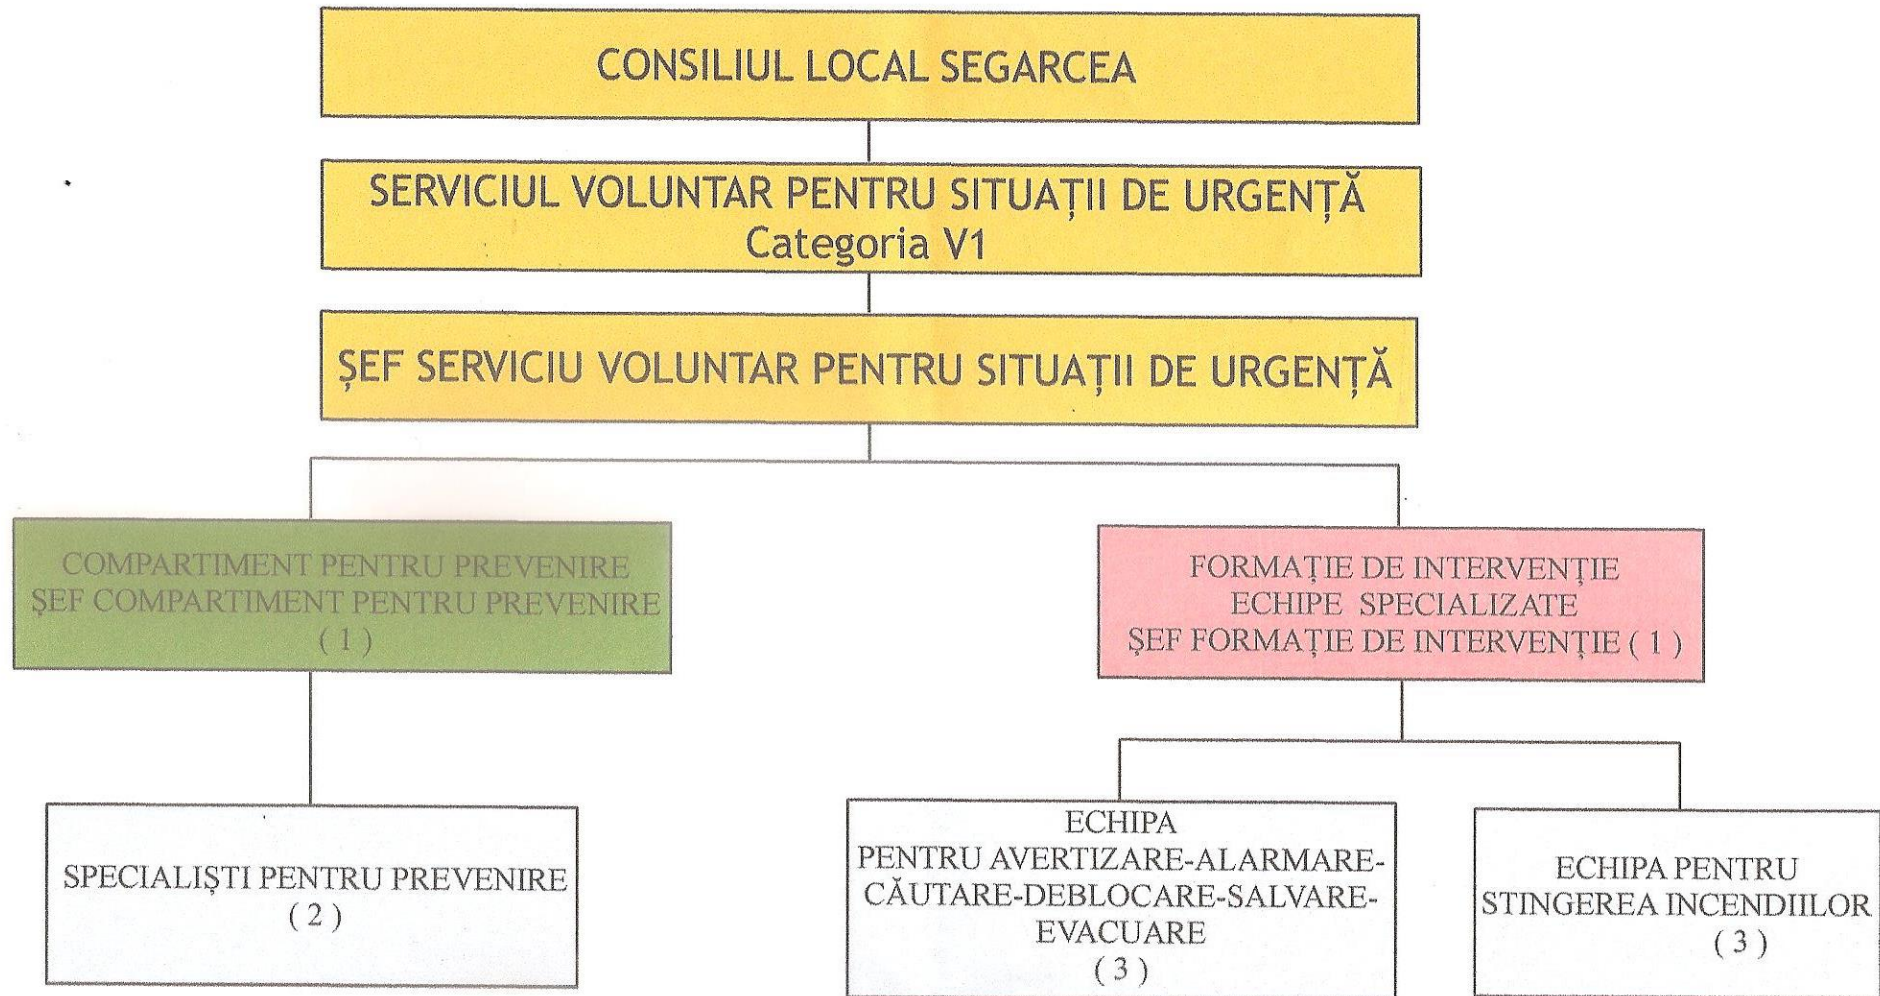 CONSILIUL LOCAL SEGARCEA
SERVICIUL VOLUNTAR PENTRU SITUAȚII DE URGENȚĂ
Categoria V1
ȘEF SERVICIU VOLUNTAR PENTRU SITUAȚII DE URGENȚĂ
COMPARTIMENT PENTRU PREVENIRE
ȘEF COMPARTIMENT PENTRU PREVENIRE
( 1 )
FORMAȚIE DE INTERVENȚIE
ECHIPE SPECIALIZATE
ȘEF FORMAȚIE DE INTERVENȚIE ( 1 )
SPECIALIȘTI PENTRU PREVENIRE
( 2 )
ECHIPA
PENTRU AVERTIZARE-ALARMARE-
CĂUTARE-DEBLOCARE-SALVARE-
EVACUARE
( 3 )
ECHIPA PENTRU
STINGEREA INCENDIILOR
( 3 )